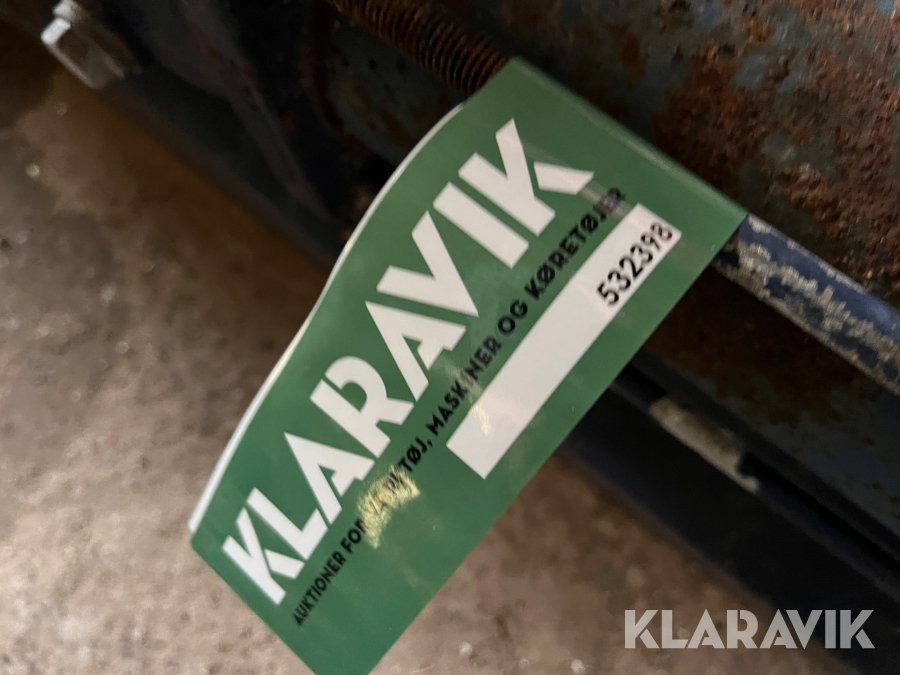 KLARAVIK
AUKTIONER FOR VÆRKTØJ, MASKINER OG KØRETØJER
532398
KLARAVIK